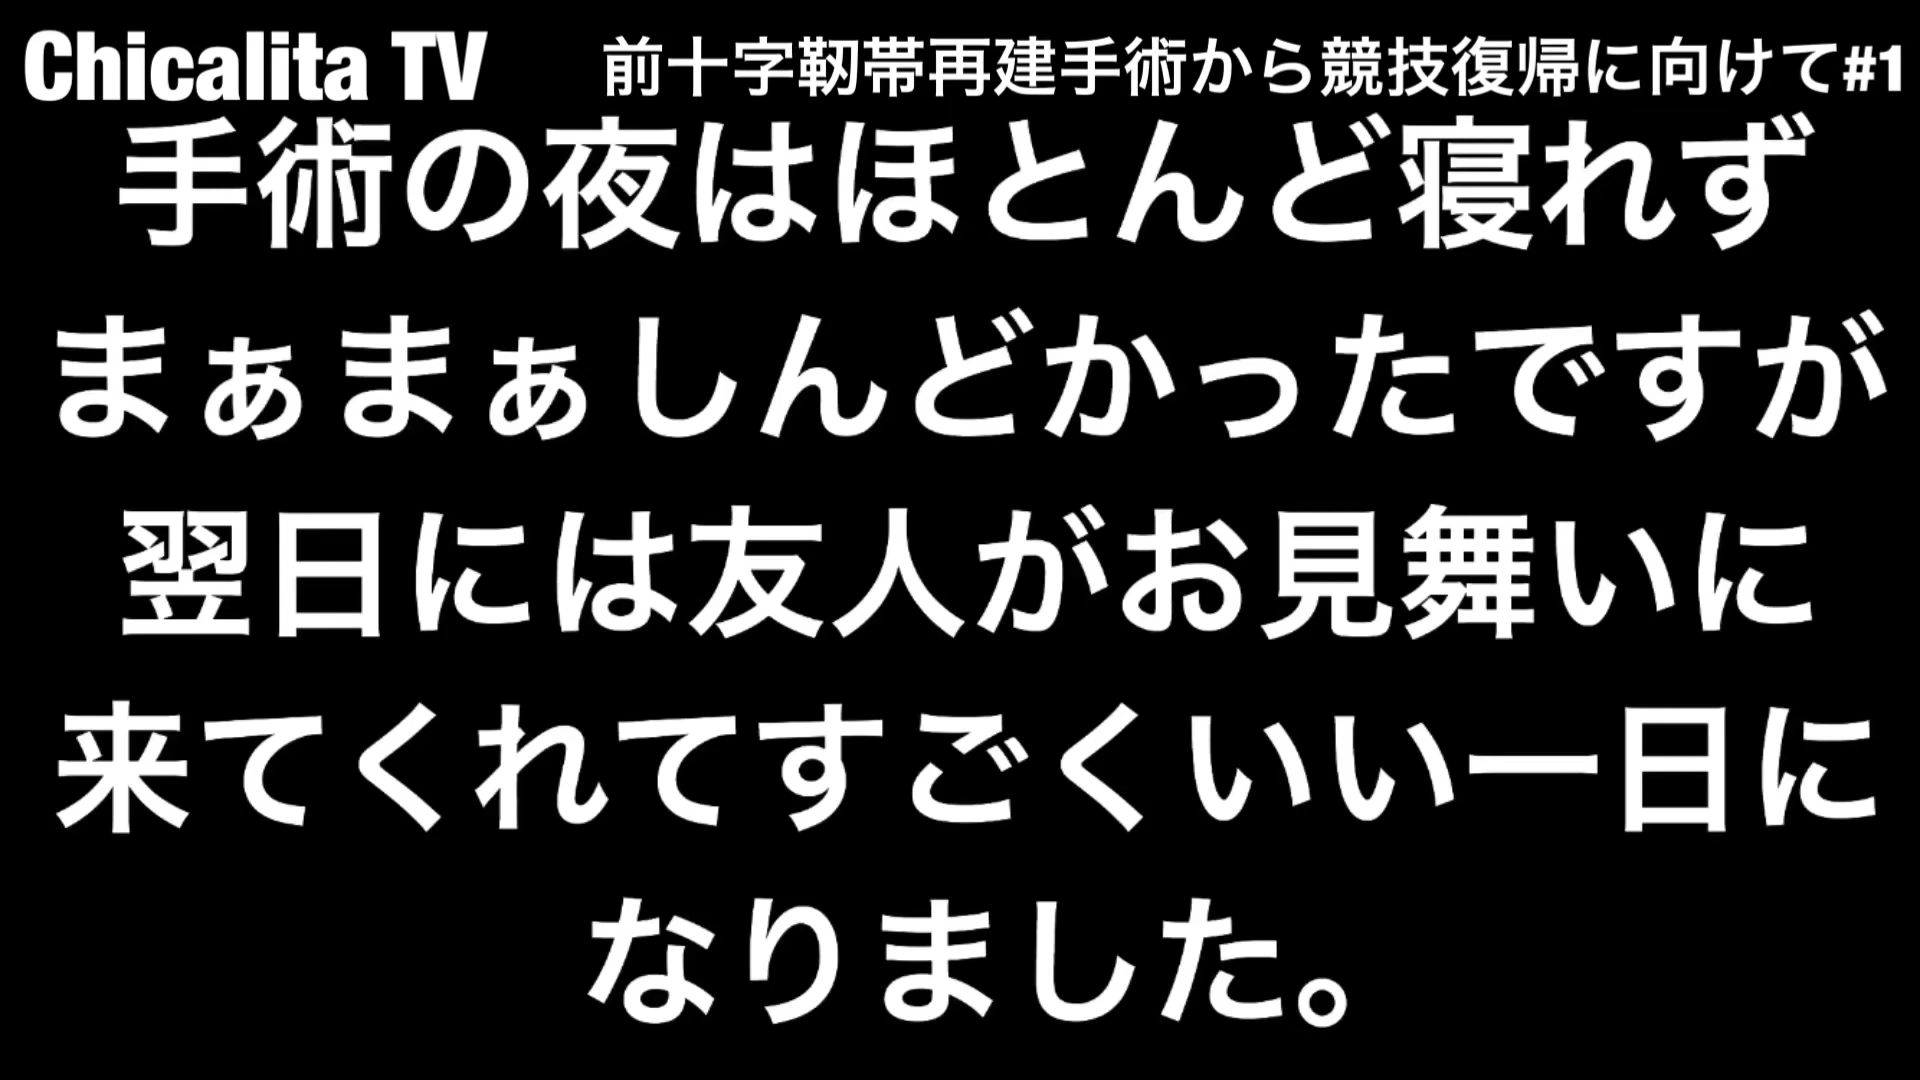 Chicalita TV 前十字靭帯再建手術から競技復帰に向けて#1
手術の夜はほとんど寝れず
まぁまぁしんどかったですが
翌日には友人がお見舞いに
来てくれてすごくいい一日に
なりました。